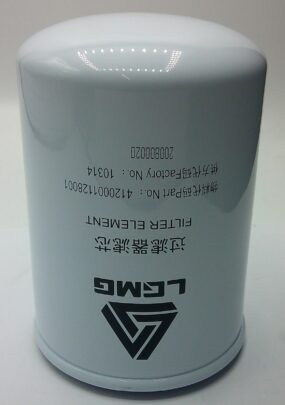 LGMG
过滤器滤芯
FILTER ELEMENT
物料代码Part No.: 4120001128001
供方代码Factory No.: 10314
200800020